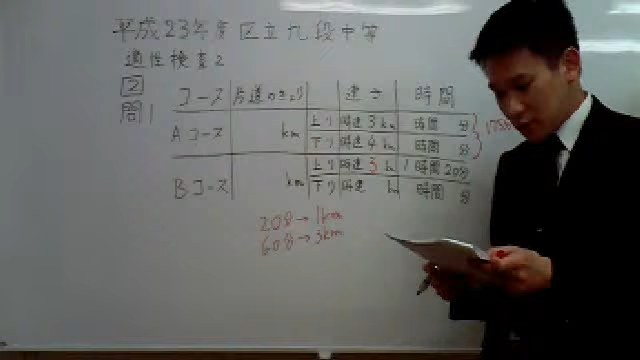 平成23年度区立九段中等
適性検査2
2
問1
コース 片道のきょり 速さ 時間
Aコース km 上り 時速3km 時間 分
下り 時速4km 時間 分
Bコース km 上り 時速3km 1時間20分
下り 時速 km 時間 分
20分→1km
60分→3km